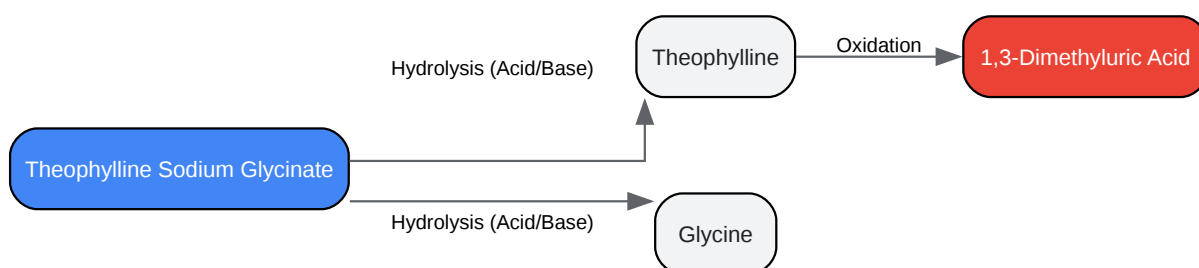 Theophylline Sodium Glycinate
Hydrolysis (Acid/Base)
Theophylline
Oxidation
1,3-Dimethyluric Acid
Hydrolysis (Acid/Base)
Glycine